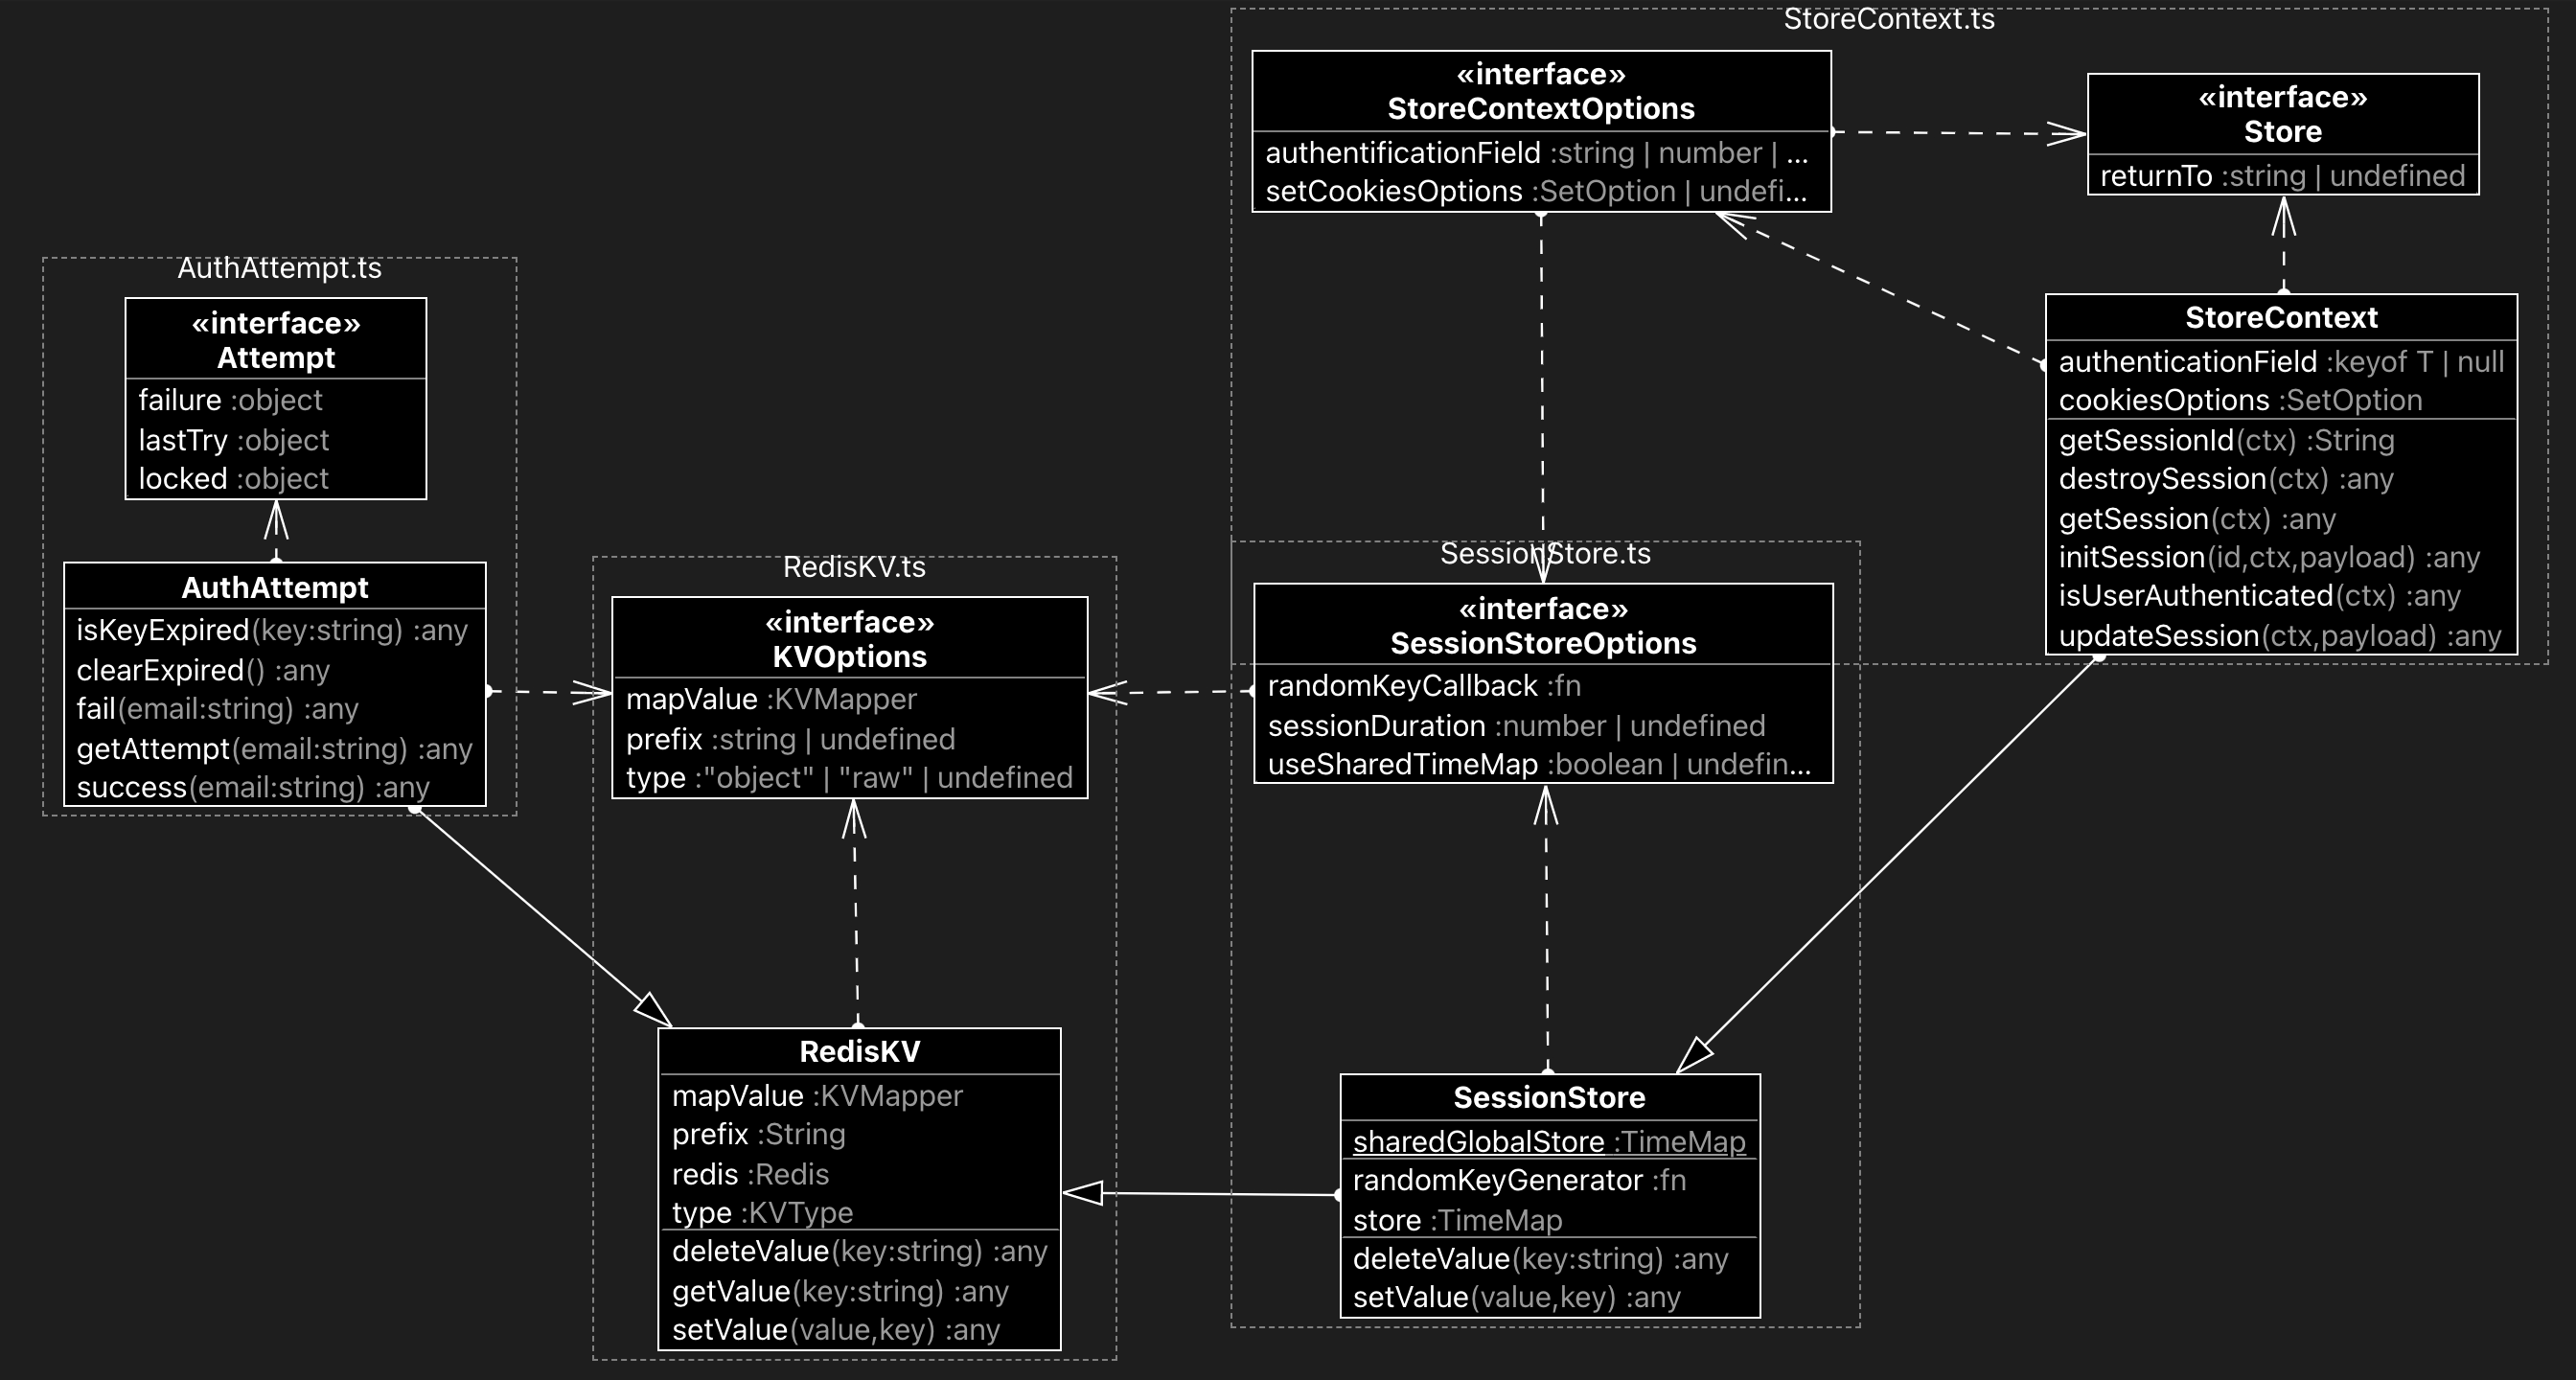 StoreContext.ts
«interface»
StoreContextOptions
authentificationField :string | number | ...
setCookiesOptions :SetOption | undefi...
«interface»
Store
returnTo :string | undefined
StoreContext
authenticationField :keyof T | null
cookiesOptions :SetOption
getSessionId(ctx) :String
destroySession(ctx) :any
getSession(ctx) :any
initSession(id,ctx,payload) :any
isUserAuthenticated(ctx) :any
updateSession(ctx,payload) :any
AuthAttempt.ts
«interface»
Attempt
failure :object
lastTry :object
locked :object
AuthAttempt
isKeyExpired(key:string) :any
clearExpired() :any
fail(email:string) :any
getAttempt(email:string) :any
success(email:string) :any
RedisKV.ts
«interface»
KVOptions
mapValue :KVMapper
prefix :string | undefined
type :"object" | "raw" | undefined
RedisKV
mapValue :KVMapper
prefix :String
redis :Redis
type :KVType
deleteValue(key:string) :any
getValue(key:string) :any
setValue(value,key) :any
SessionStore.ts
«interface»
SessionStoreOptions
randomKeyCallback :fn
sessionDuration :number | undefined
useSharedTimeMap :boolean | undefin...
SessionStore
sharedGlobalStore :TimeMap
randomKeyGenerator :fn
store :TimeMap
deleteValue(key:string) :any
setValue(value,key) :any